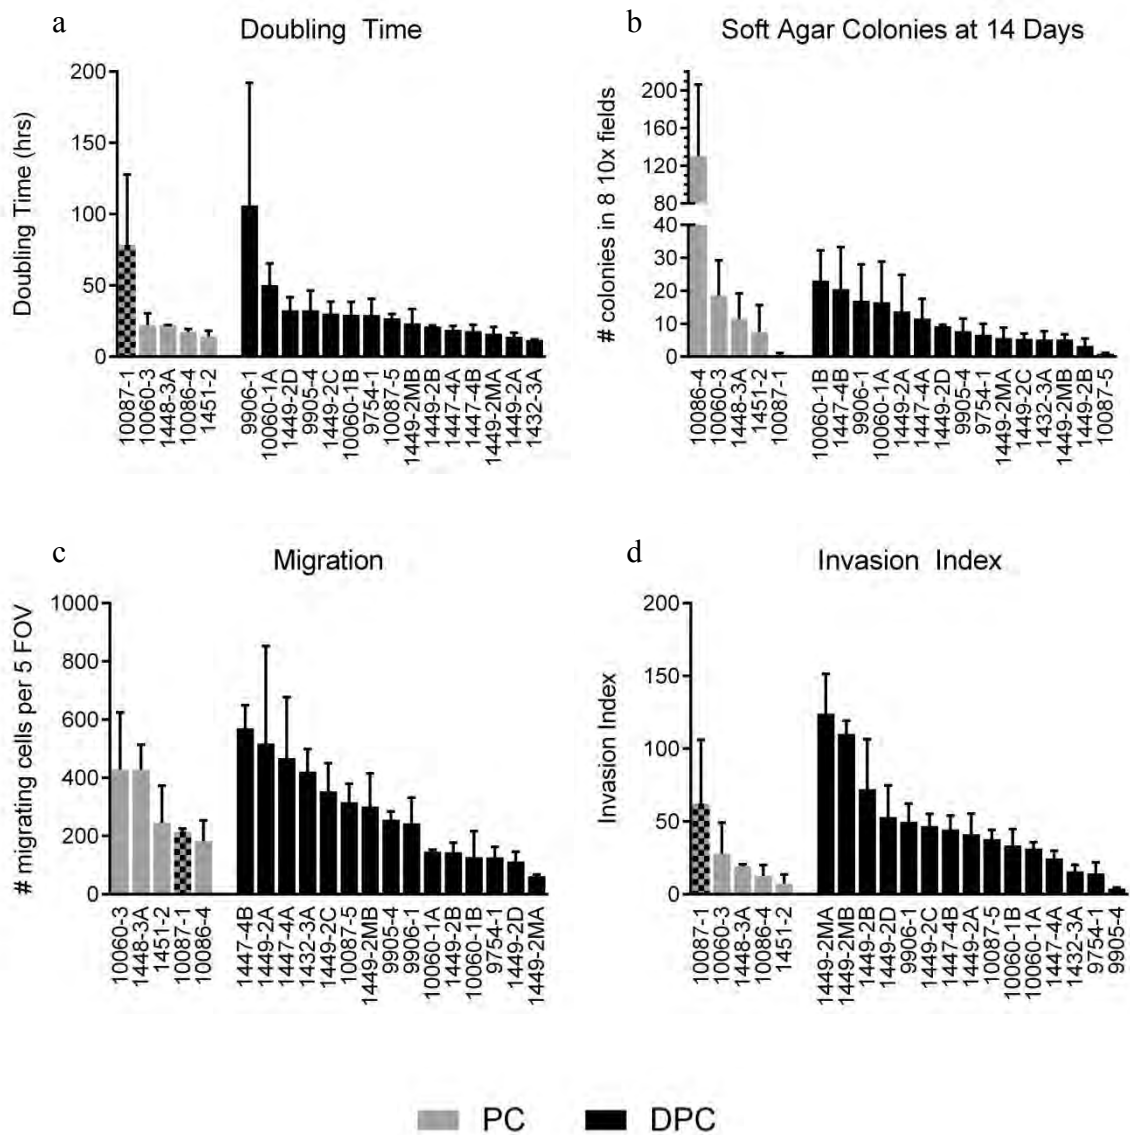 a
Doubling Time
Doubling Time (hrs)
200
150
100
50
0
10087-1
10060-3
1448-3A
10086-4
1451-2
9906-1
10060-1A
1449-2D
9905-4
1449-2C
10060-1B
9754-1
10087-5
1449-2MB
1449-2B
1447-4A
1447-4B
1449-2MA
1449-2A
1432-3A
b
Soft Agar Colonies at 14 Days
# colonies in 8 10x fields
200
160
120
80
40
30
20
10
0
10086-4
10060-3
1448-3A
1451-2
10087-1
10060-1B
1447-4B
9906-1
10060-1A
1449-2A
1447-4A
1449-2D
9905-4
9754-1
1449-2MA
1449-2C
1432-3A
1449-2MB
1449-2B
10087-5
c
Migration
# migrating cells per 5 FOV
1000
800
600
400
200
0
10060-3
1448-3A
1451-2
10087-1
10086-4
1447-4B
1449-2A
1447-4A
1432-3A
1449-2C
10087-5
1449-2MB
9905-4
9906-1
10060-1A
1449-2B
10060-1B
9754-1
1449-2D
1449-2MA
d
Invasion Index
Invasion Index
200
150
100
50
0
10087-1
10060-3
1448-3A
10086-4
1451-2
1449-2MA
1449-2MB
1449-2B
1449-2D
9906-1
1449-2C
1447-4B
1449-2A
10087-5
10060-1B
10060-1A
1447-4A
1432-3A
9754-1
9905-4
PC
DPC